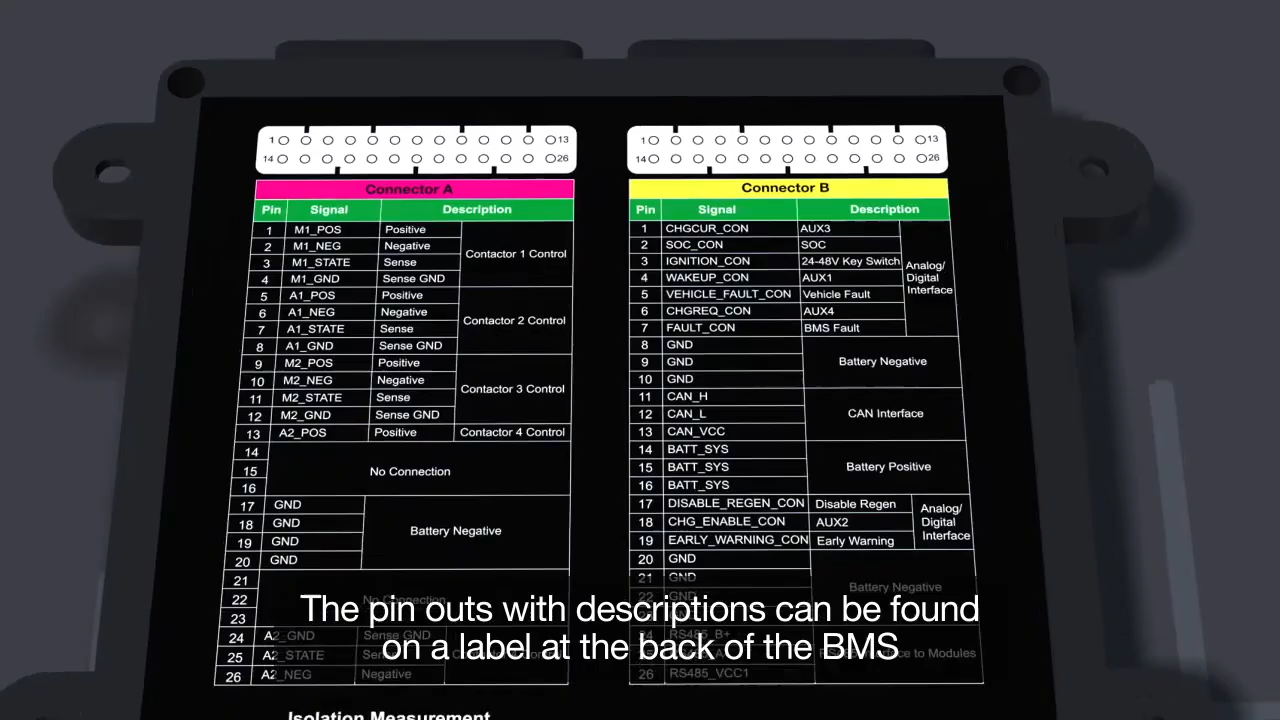 1 13
14 26
Connector A
Pin Signal Description
1 M1_POS Positive
2 M1_NEG Negative
Contactor 1 Control
3 M1_STATE Sense
4 M1_GND Sense GND
5 A1_POS Positive
6 A1_NEG Negative
Contactor 2 Control
7 A1_STATE Sense
8 A1_GND Sense GND
9 M2_POS Positive
10 M2_NEG Negative
Contactor 3 Control
11 M2_STATE Sense
12 M2_GND Sense GND
13 A2_POS Positive Contactor 4 Control
14
15 No Connection
16
17 GND
18 GND
Battery Negative
19 GND
20 GND
21
22
23
24 A2_GND Sense GND
25 A2_STATE
26 A2_NEG Negative
1 13
14 26
Connector B
Pin Signal Description
1 CHGCUR_CON AUX3
2 SOC_CON SOC
3 IGNITION_CON 24-48V Key Switch
Analog/
Digital
Interface
4 WAKEUP_CON AUX1
5 VEHICLE_FAULT_CON Vehicle Fault
6 CHGREQ_CON AUX4
7 FAULT_CON BMS Fault
8 GND
9 GND Battery Negative
10 GND
11 CAN_H
12 CAN_L CAN Interface
13 CAN_VCC
14 BATT_SYS
15 BATT_SYS Battery Positive
16 BATT_SYS
17 DISABLE_REGEN_CON Disable Regen
18 CHG_ENABLE_CON AUX2
Analog/
Digital
Interface
19 EARLY_WARNING_CON Early Warning
20 GND
21 GND
Battery Negative
RS485_B+
to Modules
26 RS485_VCC1
The pin outs with descriptions can be found
on a label at the back of the BMS
Isolation Measurement